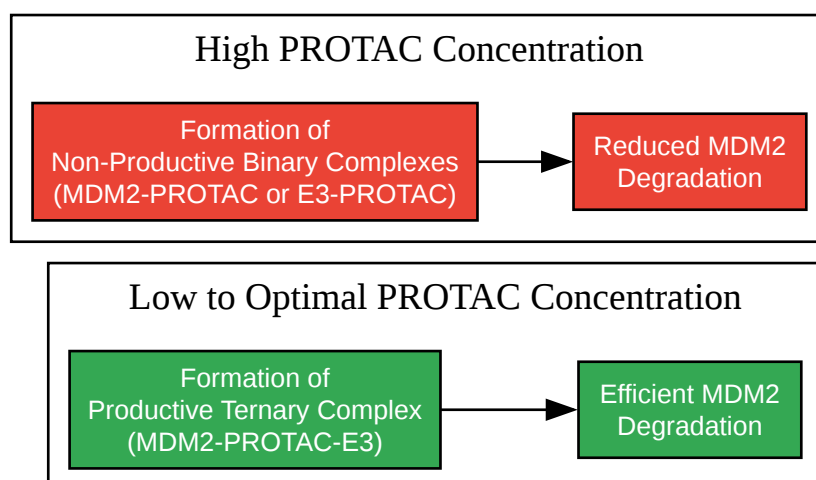 High PROTAC Concentration
Formation of
Non-Productive Binary Complexes
(MDM2-PROTAC or E3-PROTAC)
Reduced MDM2
Degradation
Low to Optimal PROTAC Concentration
Formation of
Productive Ternary Complex
(MDM2-PROTAC-E3)
Efficient MDM2
Degradation